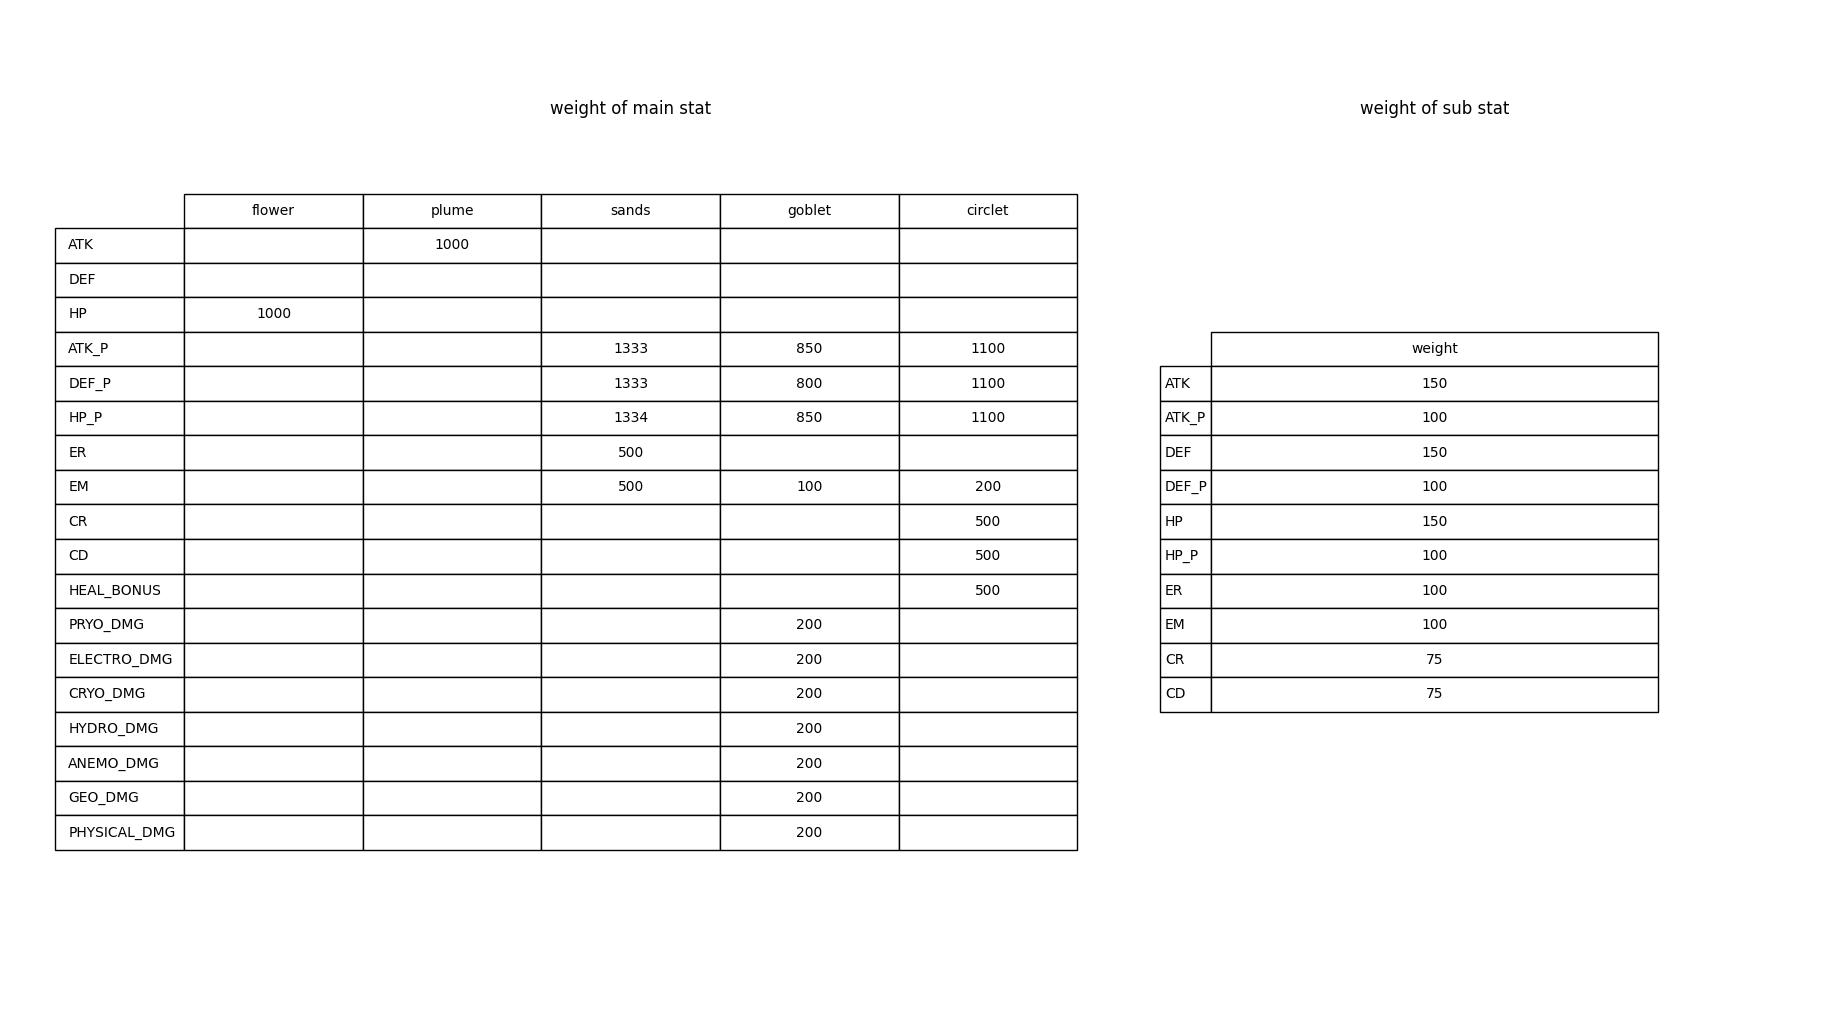 weight of main stat
flower plume sands goblet circlet
ATK 1000
DEF
HP 1000
ATK_P 1333 850 1100
DEF_P 1333 800 1100
HP_P 1334 850 1100
ER 500
EM 500 100 200
CR 500
CD 500
HEAL_BONUS 500
PRYO_DMG 200
ELECTRO_DMG 200
CRYO_DMG 200
HYDRO_DMG 200
ANEMO_DMG 200
GEO_DMG 200
PHYSICAL_DMG 200
weight of sub stat
weight
ATK 150
ATK_P 100
DEF 150
DEF_P 100
HP 150
HP_P 100
ER 100
EM 100
CR 75
CD 75